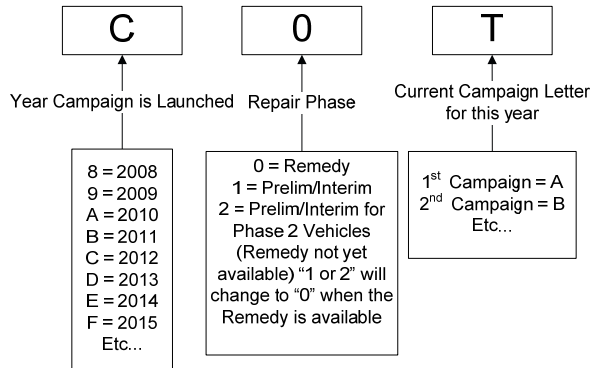 C
0
T
Year Campaign is Launched
Repair Phase
Current Campaign Letter
for this year
8 = 2008
9 = 2009
A = 2010
B = 2011
C = 2012
D = 2013
E = 2014
F = 2015
Etc...
0 = Remedy
1 = Prelim/Interim
2 = Prelim/Interim for
Phase 2 Vehicles
(Remedy not yet
available) “1 or 2” will
change to “0” when the
Remedy is available
1st Campaign = A
2nd Campaign = B
Etc...